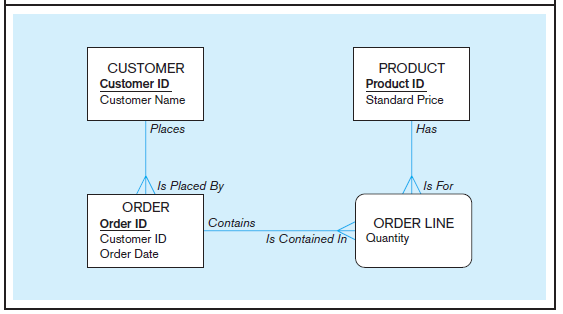 CUSTOMER
Customer ID
Customer Name
PRODUCT
Product ID
Standard Price
Places
Has
Is Placed By
Is For
ORDER
Order ID
Customer ID
Order Date
Contains
Is Contained In
ORDER LINE
Quantity